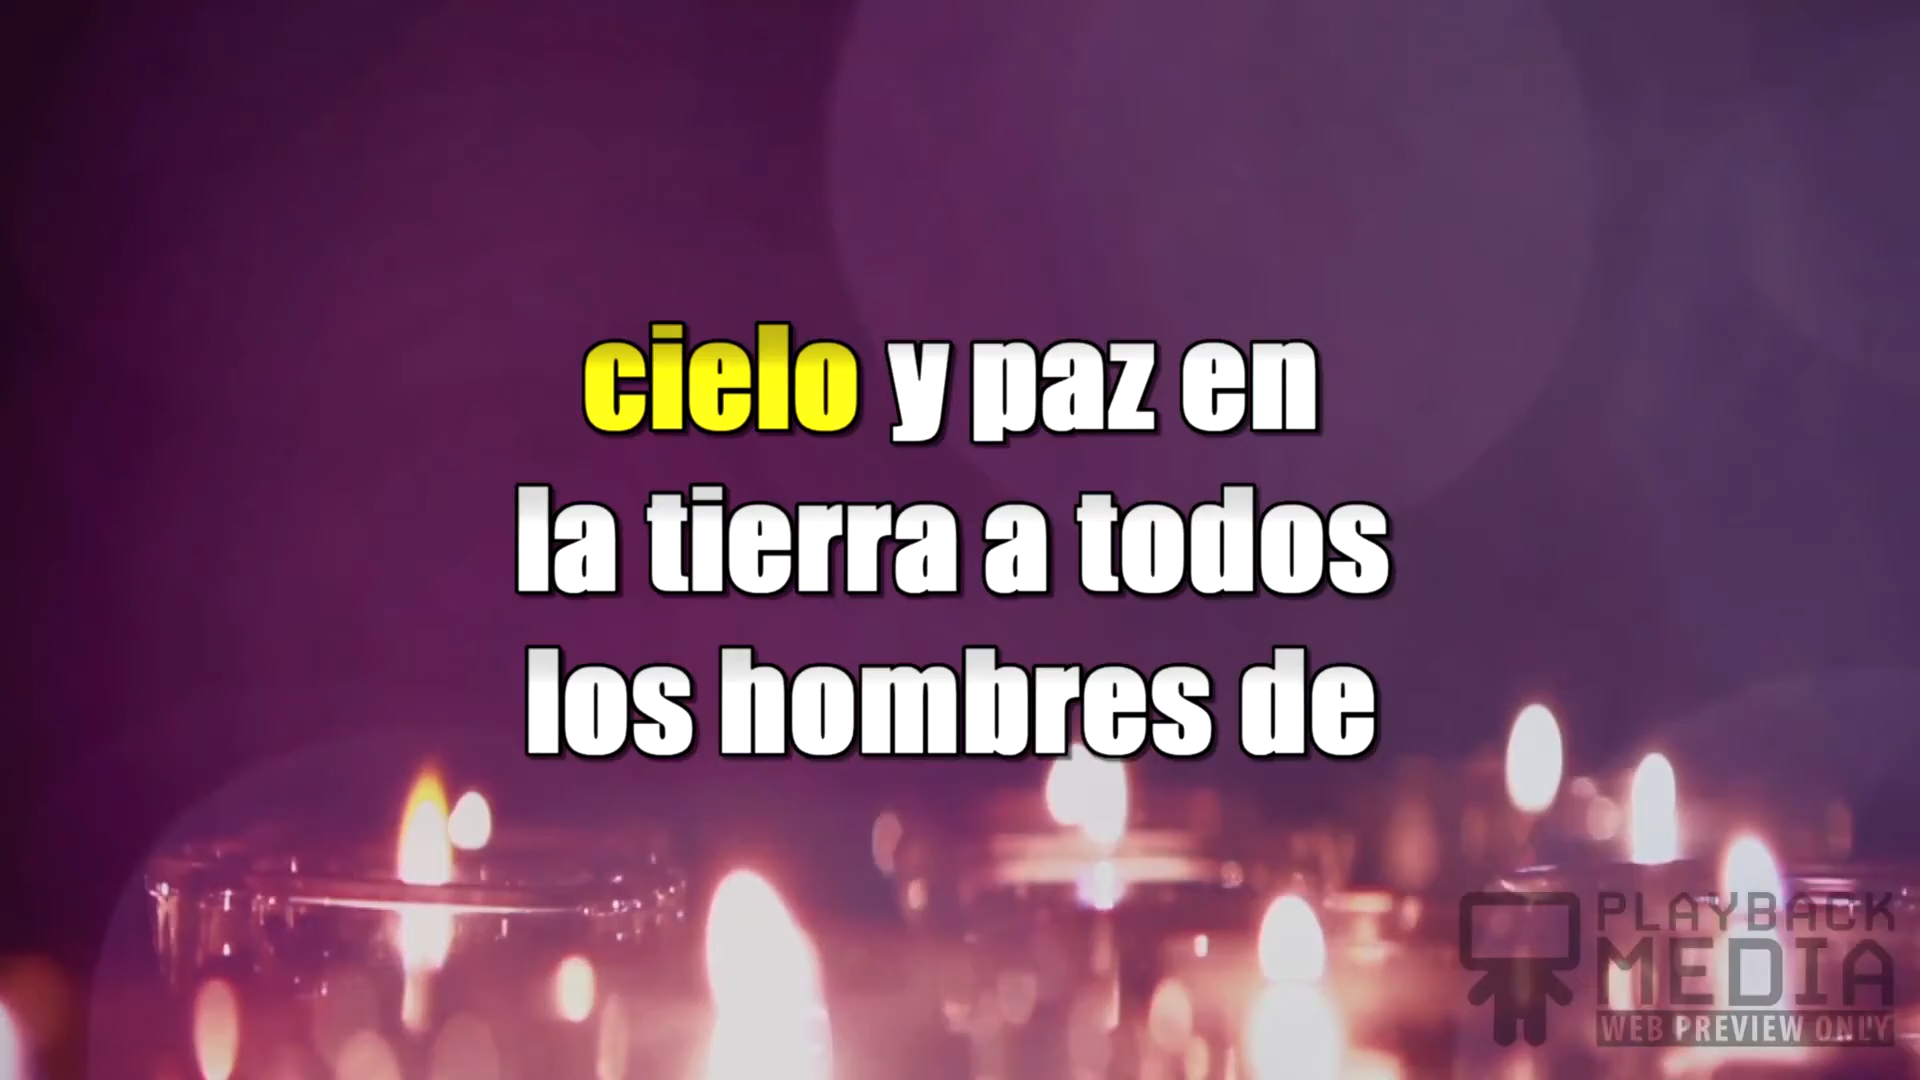 cielo y paz en
la tierra a todos
los hombres de
PLAYBACK
MEDIA
WEB PREVIEW ONLY